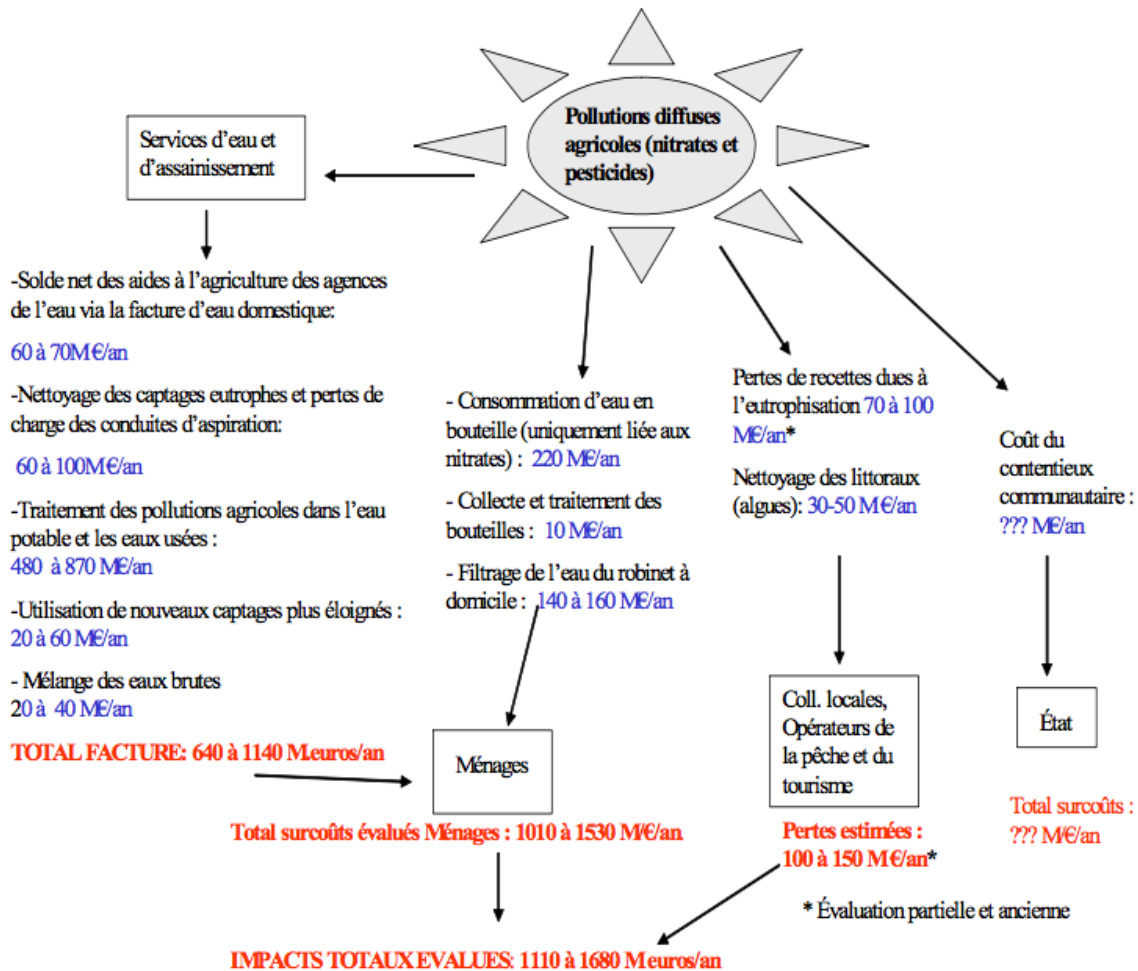 Pollutions diffuses
agricoles (nitrates et
pesticides)
Services d'eau et
d'assainissement
-Solde net des aides à l'agriculture des agences
de l'eau via la facture d'eau domestique:
60 à 70M€/an
-Nettoyage des captages eutrophes et pertes de
charge des conduites d'aspiration:
60 à 100M€/an
-Traitement des pollutions agricoles dans l'eau
potable et les eaux usées :
480 à 870 M€/an
-Utilisation de nouveaux captages plus éloignés :
20 à 60 M€/an
- Mélange des eaux brutes
20 à 40 M€/an
TOTAL FACTURE: 640 à 1140 M.euros/an
- Consommation d'eau en
bouteille (uniquement liée aux
nitrates) : 220 M€/an
- Collecte et traitement des
bouteilles : 10 M€/an
- Filtrage de l'eau du robinet à
domicile : 140 à 160 M€/an
Ménages
Total surcoûts évalués Ménages : 1010 à 1530 M/€/an
Pertes de recettes dues à
l'eutrophisation 70 à 100
M€/an*
Nettoyage des littoraux
(algues): 30-50 M€/an
Coll. locales,
Opérateurs de
la pêche et du
tourisme
Pertes estimées :
100 à 150 M€/an*
Coût du
contentieux
communautaire :
??? M€/an
État
Total surcoûts :
??? M/€/an
* Évaluation partielle et ancienne
IMPACTS TOTAUX EVALUES: 1110 à 1680 M euros/an